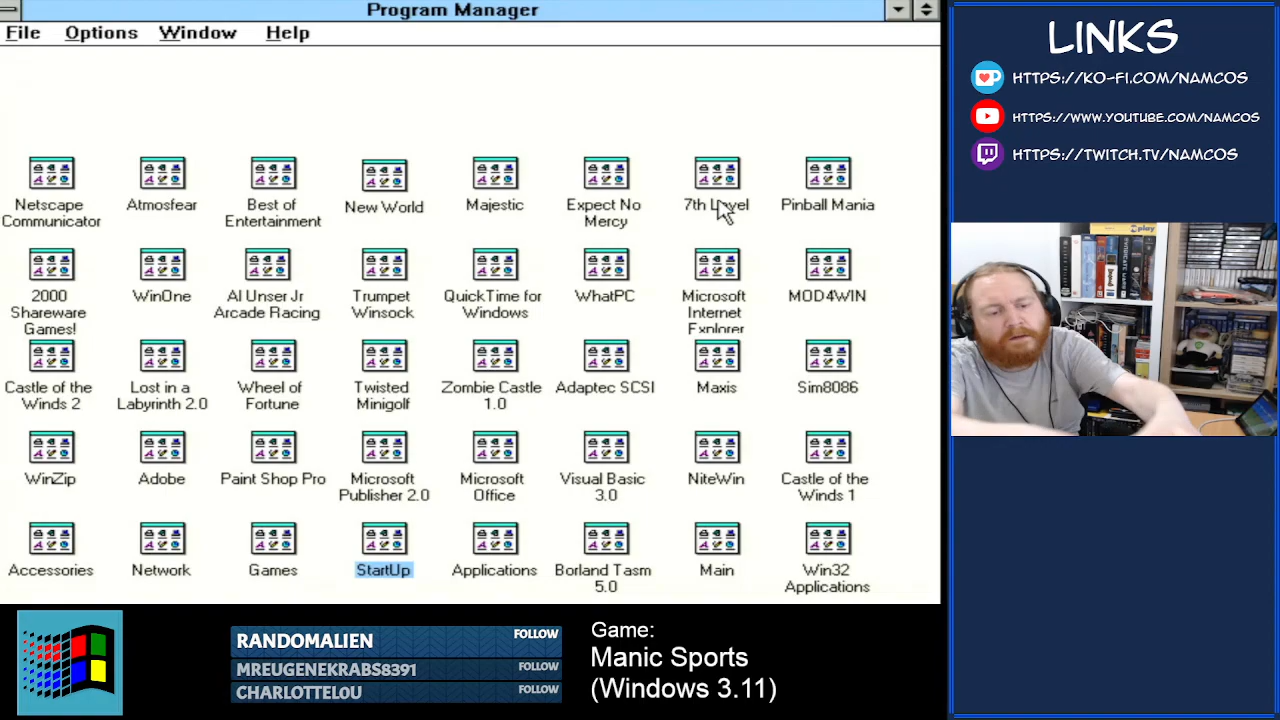 Program Manager
File Options Window Help
Netscape Communicator
Atmosfear
Best of Entertainment
New World
Majestic
Expect No Mercy
7th Level
Pinball Mania
2000 Shareware Games!
WinOne
Al Unser Jr Arcade Racing
Trumpet Winsock
QuickTime for Windows
WhatPC
Microsoft Internet Explorer
MOD4WIN
Castle of the Winds 2
Lost in a Labyrinth 2.0
Wheel of Fortune
Twisted Minigolf
Zombie Castle 1.0
Adaptec SCSI
Maxis
Sim8086
WinZip
Adobe
Paint Shop Pro
Microsoft Publisher 2.0
Microsoft Office
Visual Basic 3.0
NiteWin
Castle of the Winds 1
Accessories
Network
Games
StartUp
Applications
Borland Tasm 5.0
Main
Win32 Applications
LINKS
HTTPS://KO-FI.COM/NAMCOS
HTTPS://WWW.YOUTUBE.COM/NAMCOS
HTTPS://TWITCH.TV/NAMCOS
RANDOMALIEN FOLLOW
MREUGENEKRABS8391 FOLLOW
CHARLOTTELOU FOLLOW
Game:
Manic Sports
(Windows 3.11)